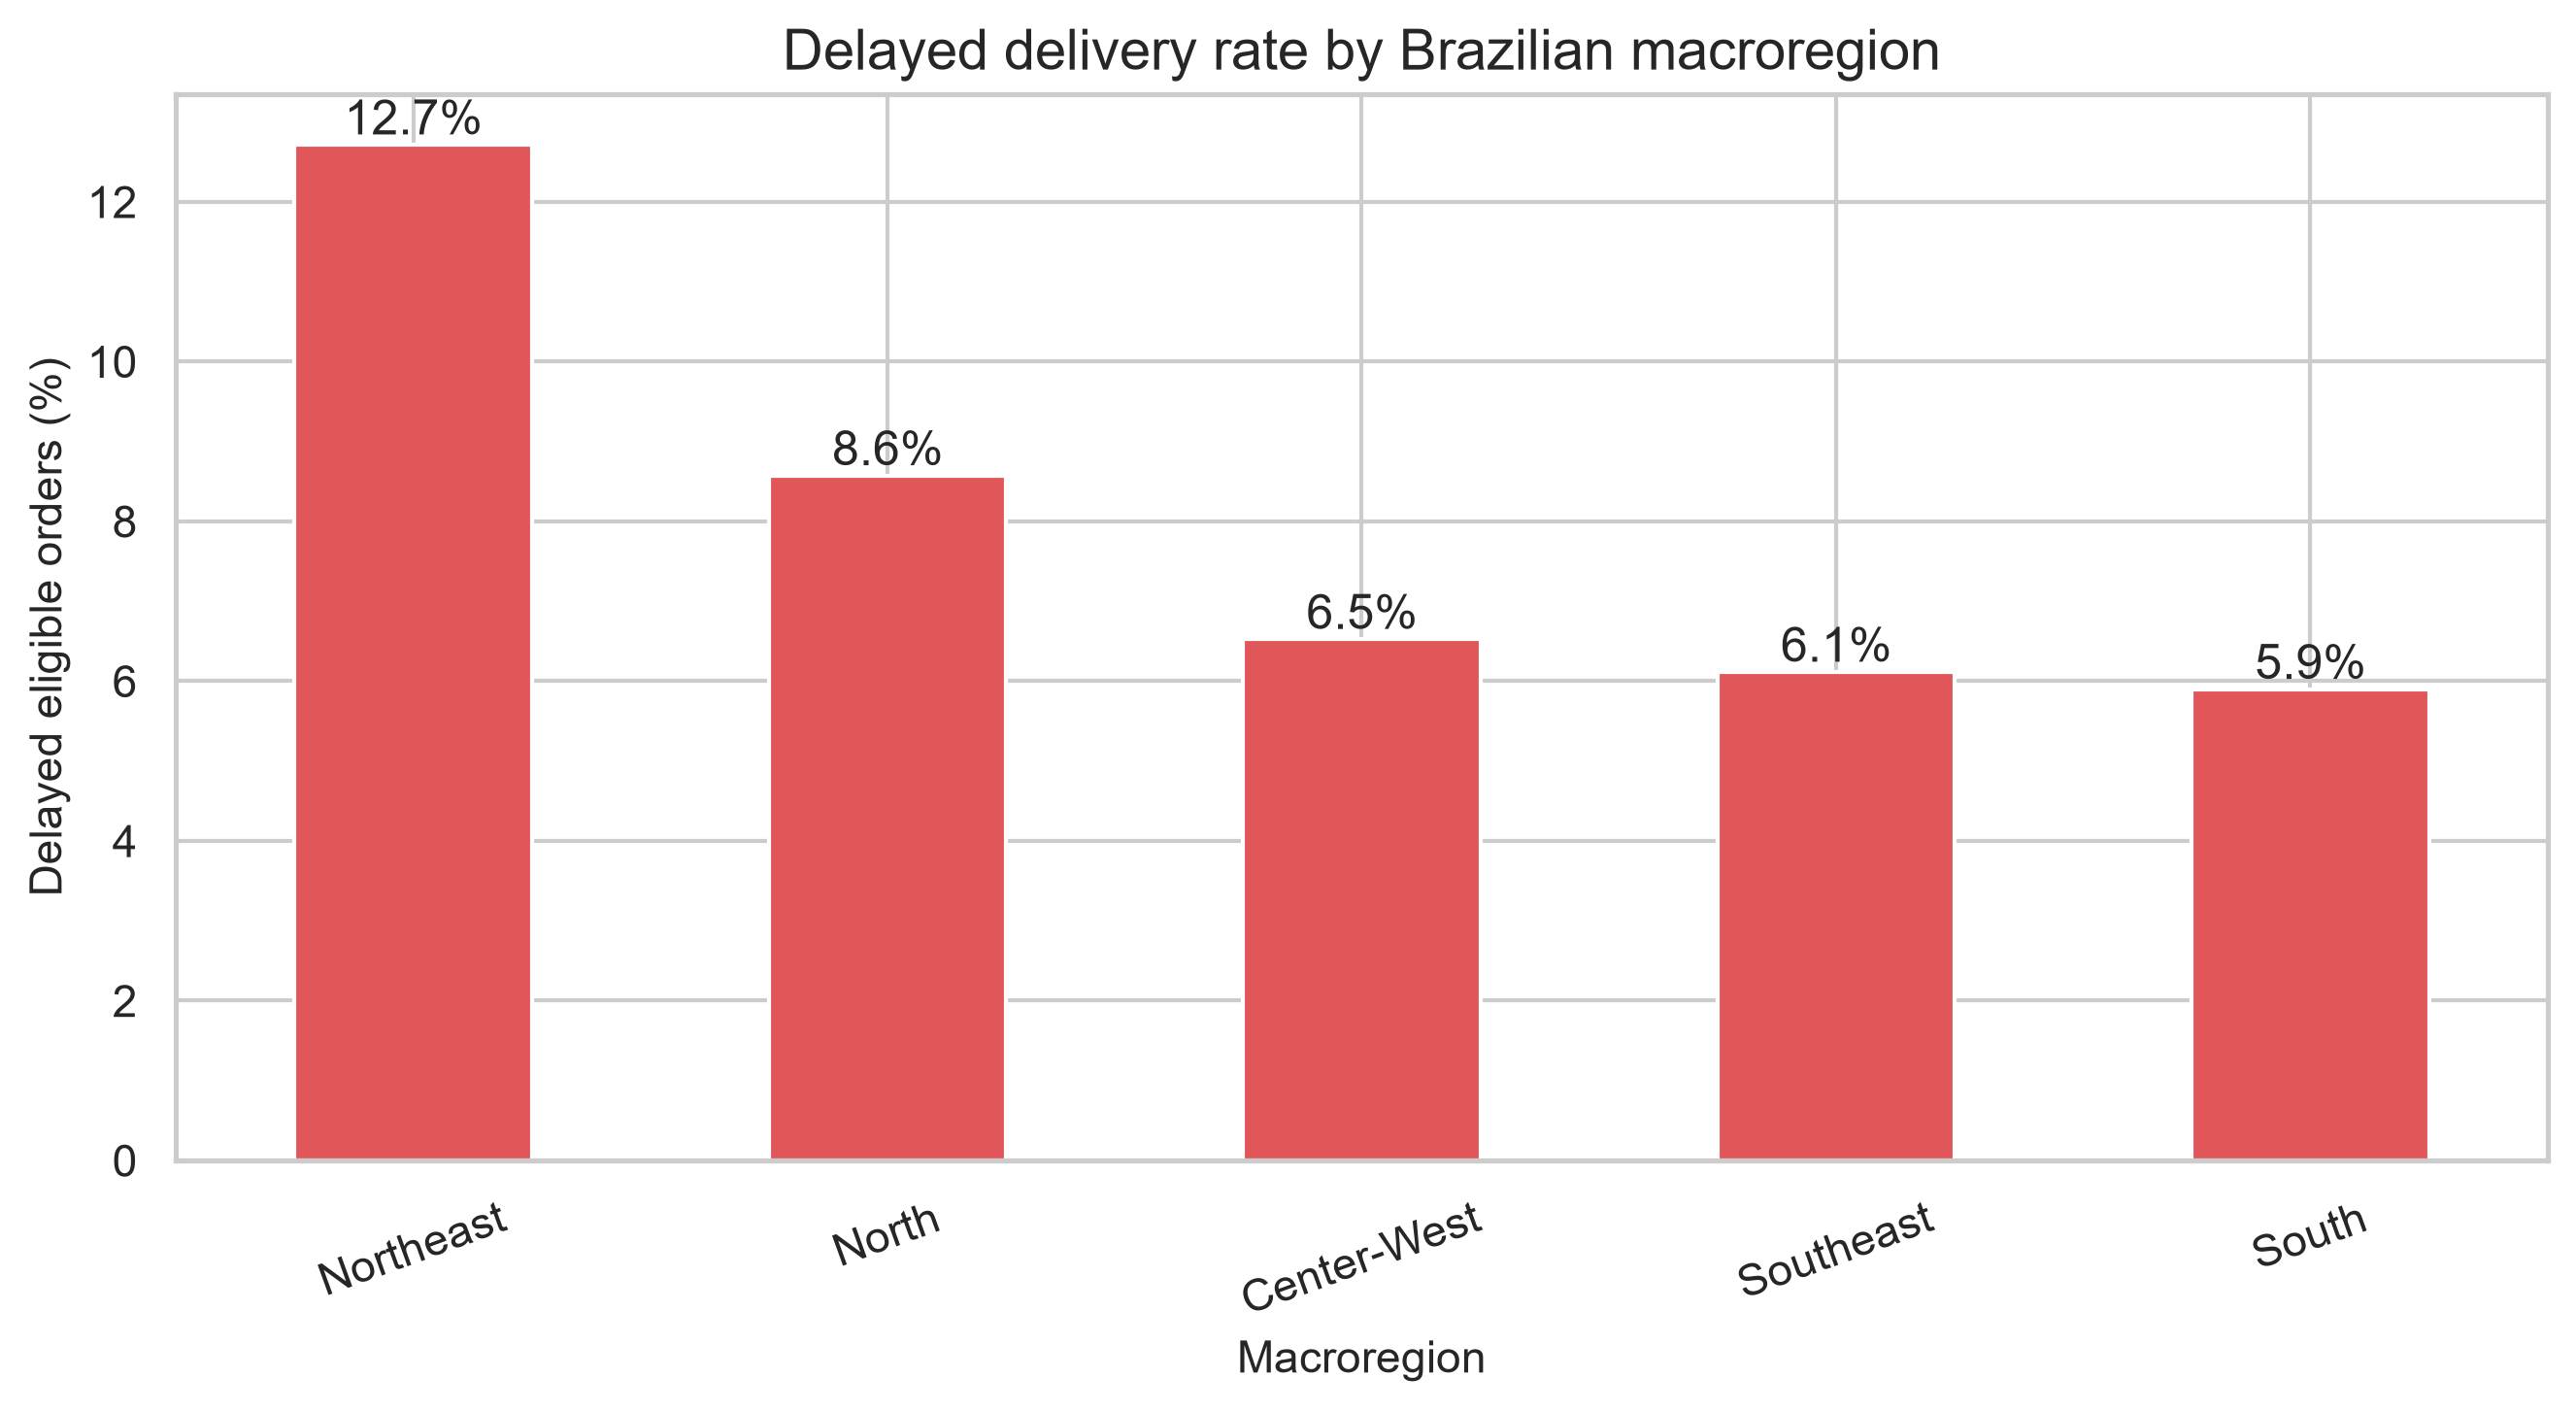 Delayed delivery rate by Brazilian macroregion
Delayed eligible orders (%)
12
10
8
6
4
2
0
12.7%
8.6%
6.5%
6.1%
5.9%
Northeast
North
Center-West
Southeast
South
Macroregion